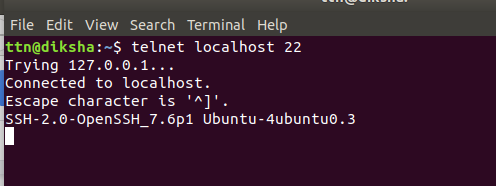 ttn@diksha:
File Edit View Search Terminal Help
ttn@diksha:~$ telnet localhost 22
Trying 127.0.0.1...
Connected to localhost.
Escape character is '^]'.
SSH-2.0-OpenSSH_7.6p1 Ubuntu-4ubuntu0.3